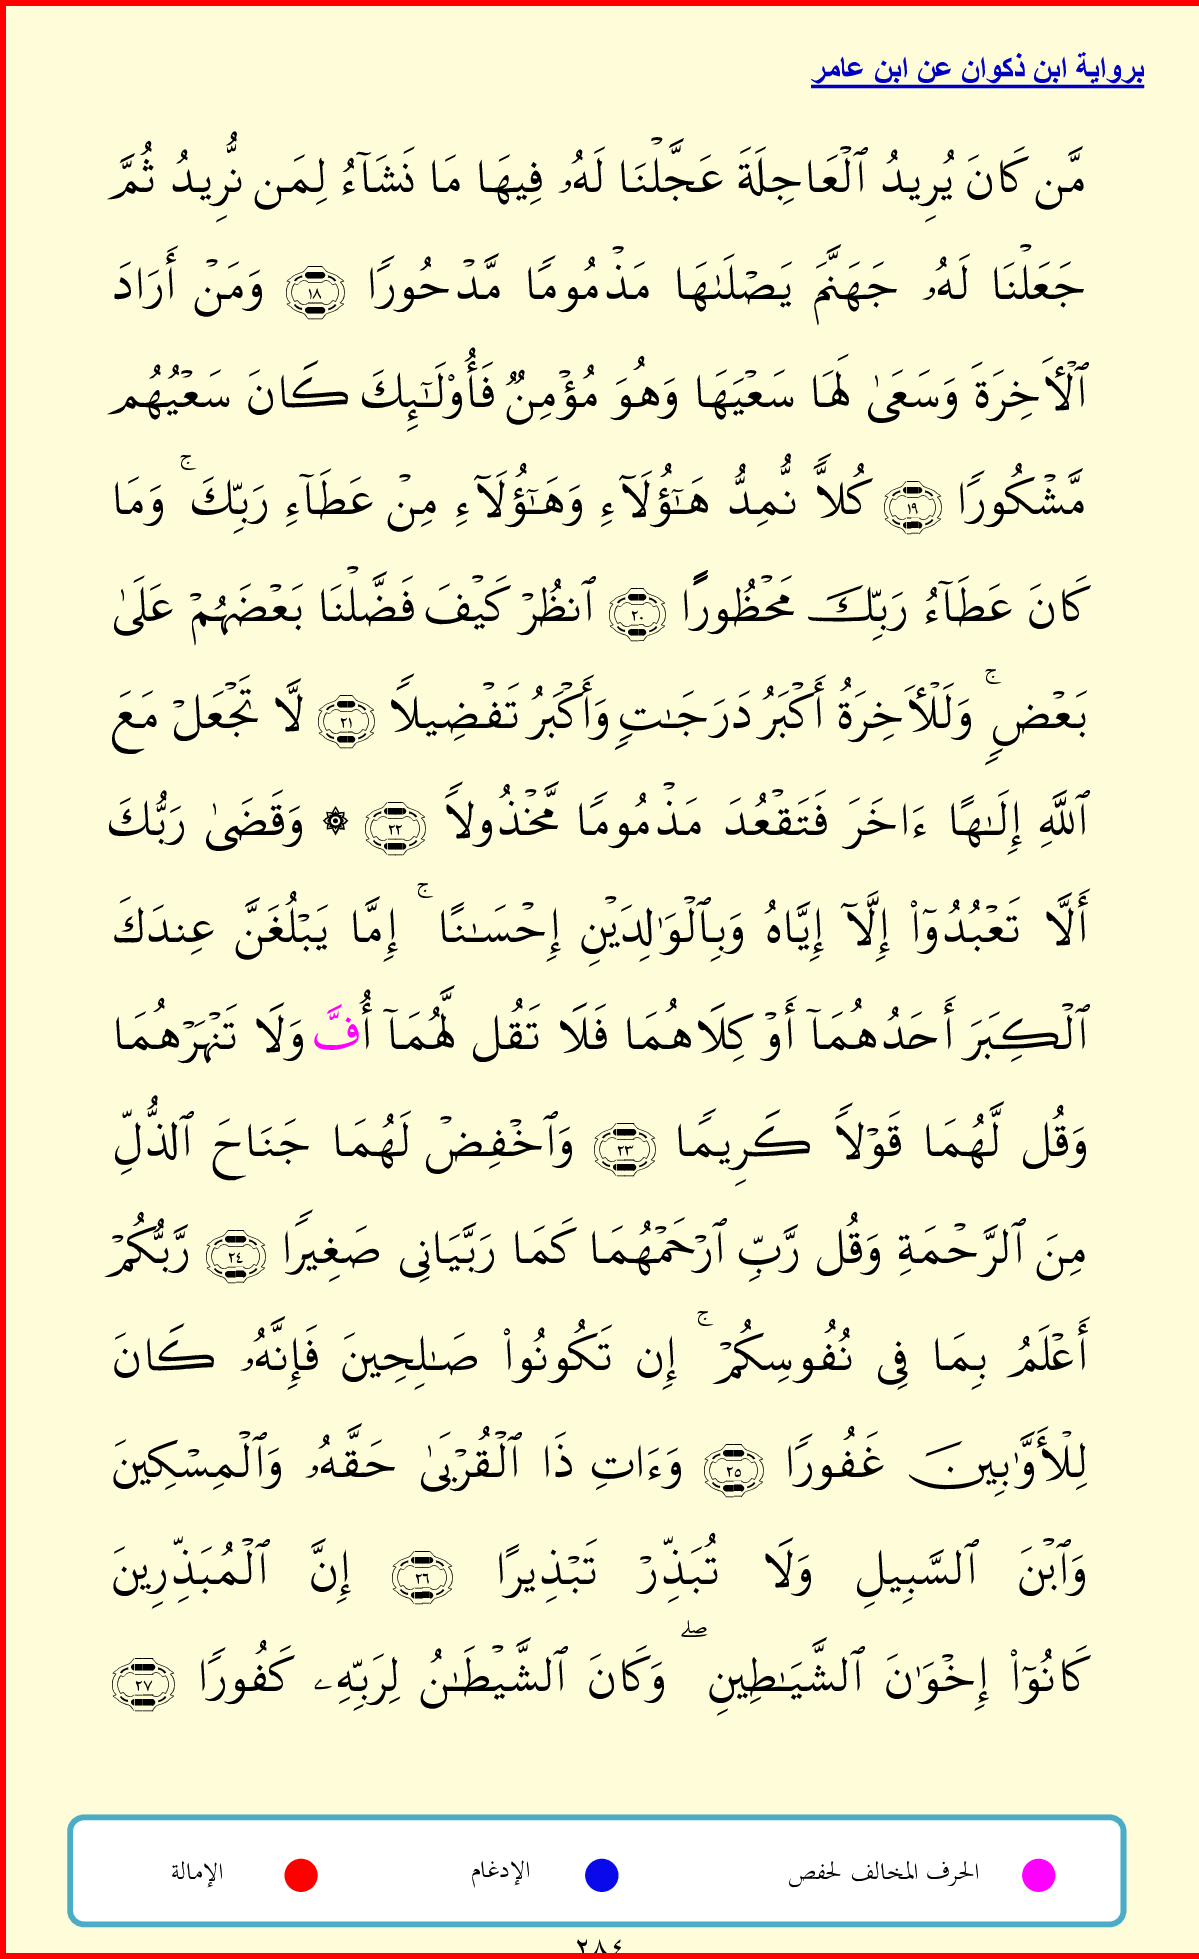 برواية ابن ذكوان عن ابن عامر
مَّن كَانَ يُرِيدُ ٱلْعَاجِلَةَ عَجَّلْنَا لَهُۥ فِيهَا مَا نَشَآءُ لِمَن نُّرِيدُ ثُمَّ
جَعَلْنَا لَهُۥ جَهَنَّمَ يَصْلَىٰهَا مَذْمُومًا مَّدْحُورًا ١٨ وَمَنْ أَرَادَ
ٱلْأَخِرَةَ وَسَعَىٰ لَهَا سَعْيَهَا وَهُوَ مُؤْمِنٌ فَأُوْلَـٰٓئِكَ كَانَ سَعْيُهُم
مَّشْكُورًا ١٩ كُلاًّ نُّمِدُّ هَـٰٓؤُلَآءِ وَهَـٰٓؤُلَآءِ مِنْ عَطَآءِ رَبِّكَ ۚ وَمَا
كَانَ عَطَآءُ رَبِّكَ مَحْظُورًا ٢٠ ٱنظُرْ كَيْفَ فَضَّلْنَا بَعْضَهُمْ عَلَىٰ
بَعْضٍ ۚ وَلَلْأَخِرَةُ أَكْبَرُ دَرَجَـٰتٍ وَأَكْبَرُ تَفْضِيلاً ٢١ لَّا تَجْعَلْ مَعَ
ٱللَّهِ إِلَـٰهًا ءَاخَرَ فَتَقْعُدَ مَذْمُومًا مَّخْذُولاً ٢٢ ۞ وَقَضَىٰ رَبُّكَ
أَلَّا تَعْبُدُوٓاْ إِلَّآ إِيَّاهُ وَبِٱلْوَٰلِدَيْنِ إِحْسَـٰنًا ۚ إِمَّا يَبْلُغَنَّ عِندَكَ
ٱلْكِبَرَ أَحَدُهُمَآ أَوْ كِلَاهُمَا فَلَا تَقُل لَّهُمَآ أُفَّ وَلَا تَنْهَرْهُمَا
وَقُل لَّهُمَا قَوْلاً كَرِيمًا ٢٣ وَٱخْفِضْ لَهُمَا جَنَاحَ ٱلذُّلِّ
مِنَ ٱلرَّحْمَةِ وَقُل رَّبِّ ٱرْحَمْهُمَا كَمَا رَبَّيَانِى صَغِيرًا ٢٤ رَّبُّكُمْ
أَعْلَمُ بِمَا فِى نُفُوسِكُمْ ۚ إِن تَكُونُواْ صَـٰلِحِينَ فَإِنَّهُۥ كَانَ
لِلْأَوَّٰبِينَ غَفُورًا ٢٥ وَءَاتِ ذَا ٱلْقُرْبَىٰ حَقَّهُۥ وَٱلْمِسْكِينَ
وَٱبْنَ ٱلسَّبِيلِ وَلَا تُبَذِّرْ تَبْذِيرًا ٢٦ إِنَّ ٱلْمُبَذِّرِينَ
كَانُوٓاْ إِخْوَٰنَ ٱلشَّيَـٰطِينِ ۖ وَكَانَ ٱلشَّيْطَـٰنُ لِرَبِّهِۦ كَفُورًا ٢٧
الحرف المخالف لحفص الإدغام الإمالة
٢٨٤